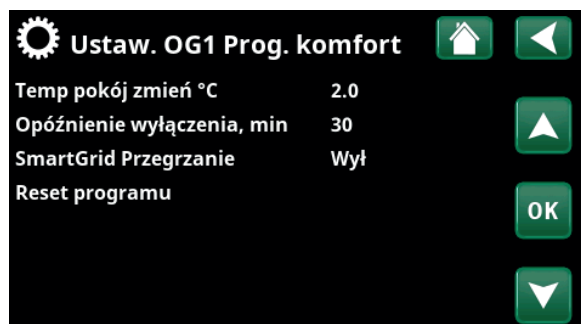 Ustaw. OG1 Prog. komfort
Temp pokój zmień °C 2.0
Opóźnienie wyłączenia, min 30
SmartGrid Przegrzanie Wył
Reset programu
OK